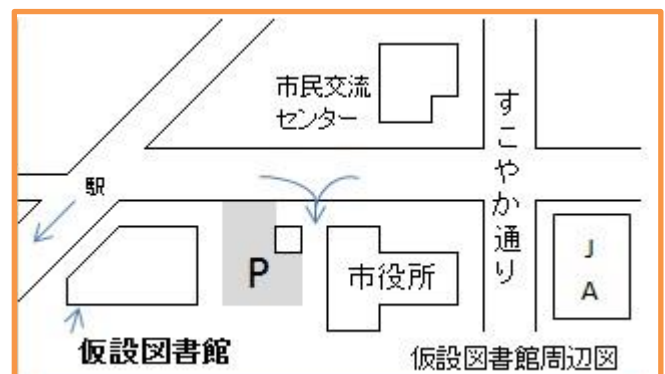 市民交流
センター
すこやか通り
駅
P
市役所
J
A
仮設図書館
仮設図書館周辺図